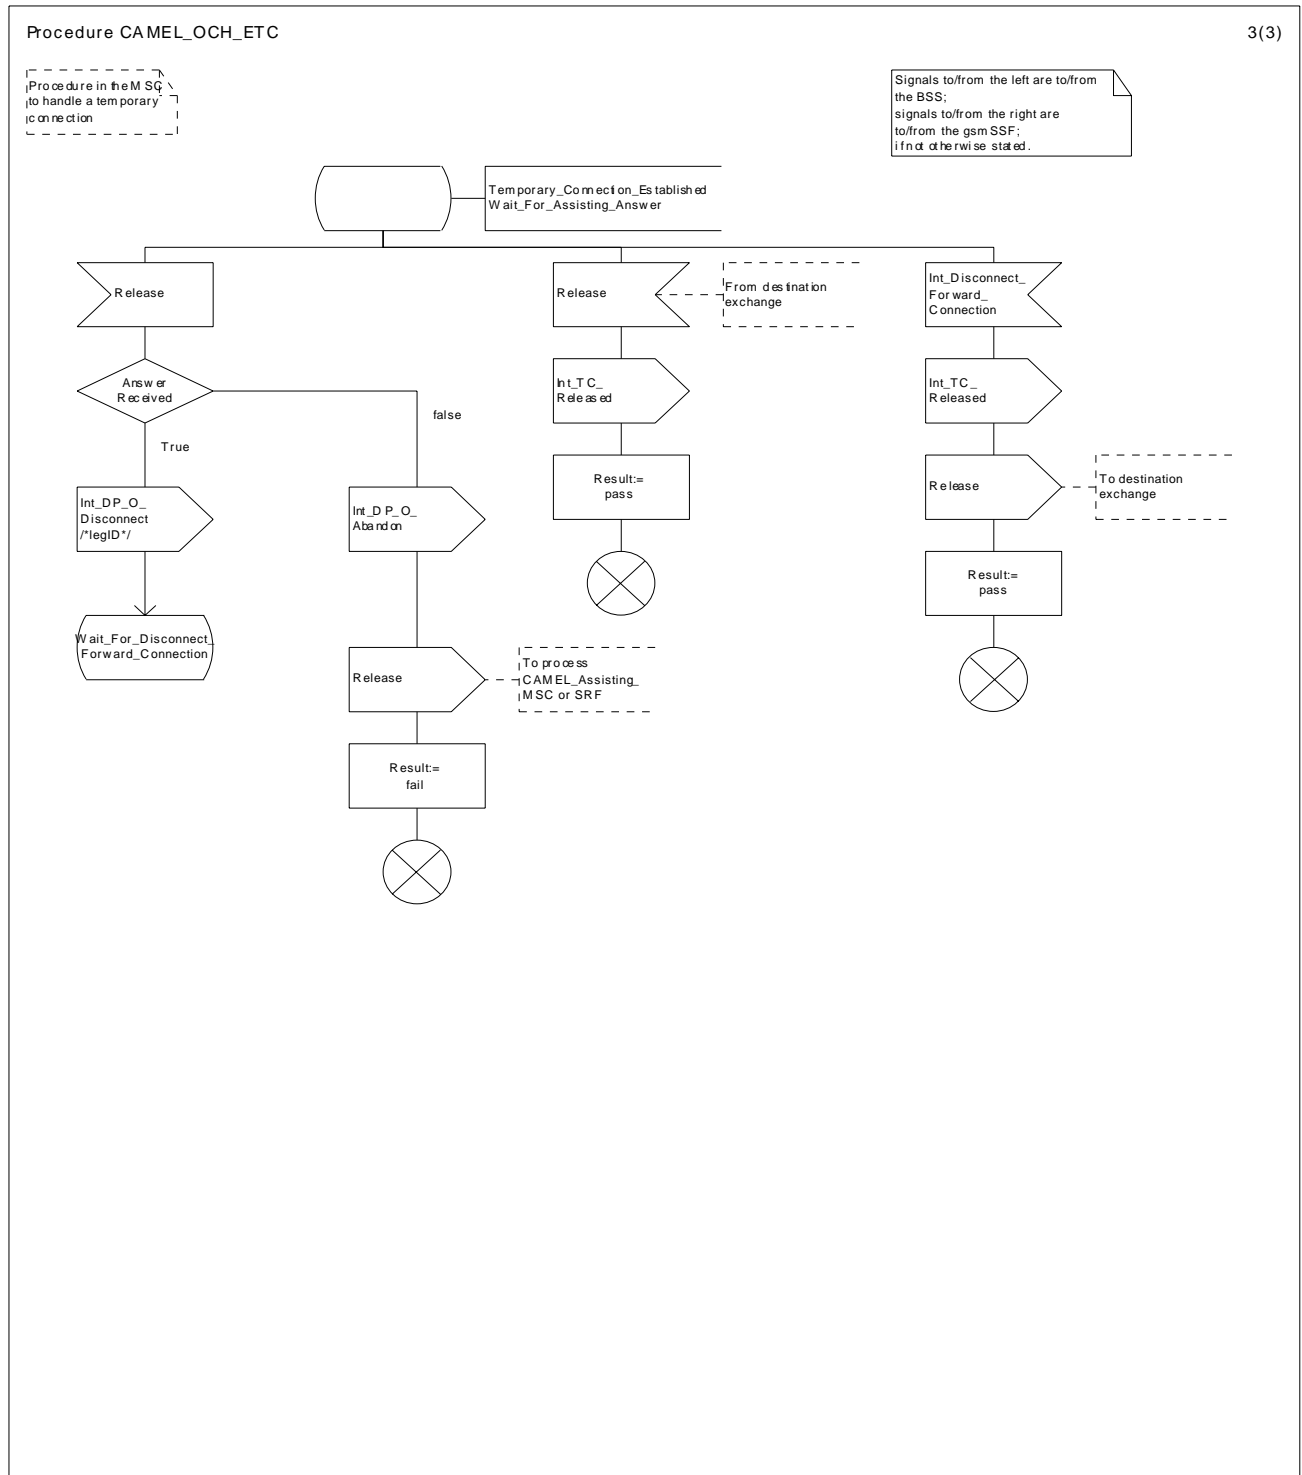 Procedure CAMEL_OCH_ETC
3(3)
Procedure in the MSC
to handle a temporary
connection
Signals to/from the left are to/from
the BSS;
signals to/from the right are
to/from the gsmSSF;
if not otherwise stated.
Temporary_Connection_Established
Wait_For_Assisting_Answer
Release
Release
From destination
exchange
Int_Disconnect_
Forward_
Connection
Answer
Received
false
True
Int_TC_
Released
Int_TC_
Released
Result:=
pass
Release
To destination
exchange
Int_DP_O_
Disconnect
/*legID*/
Int_DP_O_
Abandon
Result:=
pass
Wait_For_Disconnect_
Forward_Connection
Release
To process
CAMEL_Assisting_
MSC or SRF
Result:=
fail